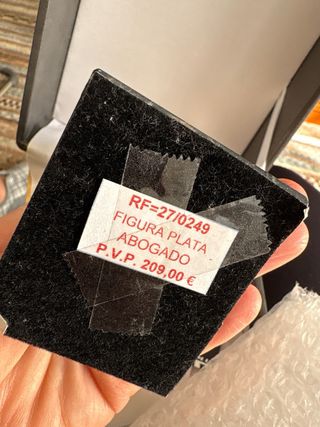 RF=27/0249
FIGURA PLATA
ABOGADO
P.V.P. 209,00 €